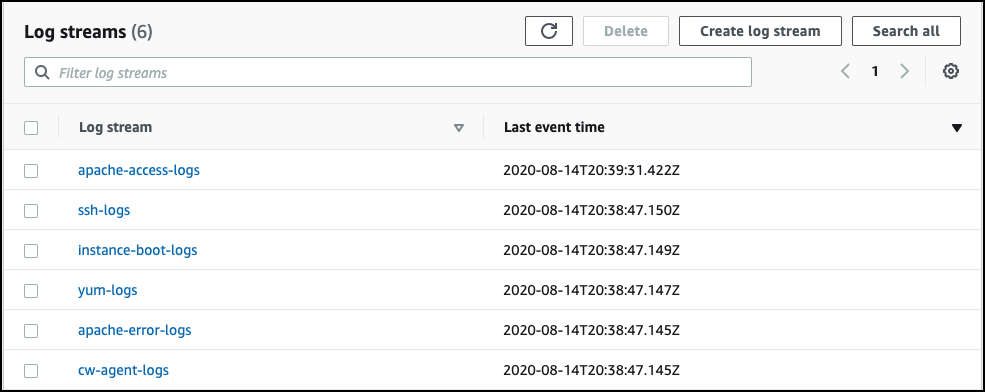 Log streams (6)
Delete
Create log stream
Search all
Filter log streams
1
Log stream
Last event time
apache-access-logs 2020-08-14T20:39:31.422Z
ssh-logs 2020-08-14T20:38:47.150Z
instance-boot-logs 2020-08-14T20:38:47.149Z
yum-logs 2020-08-14T20:38:47.147Z
apache-error-logs 2020-08-14T20:38:47.145Z
cw-agent-logs 2020-08-14T20:38:47.145Z